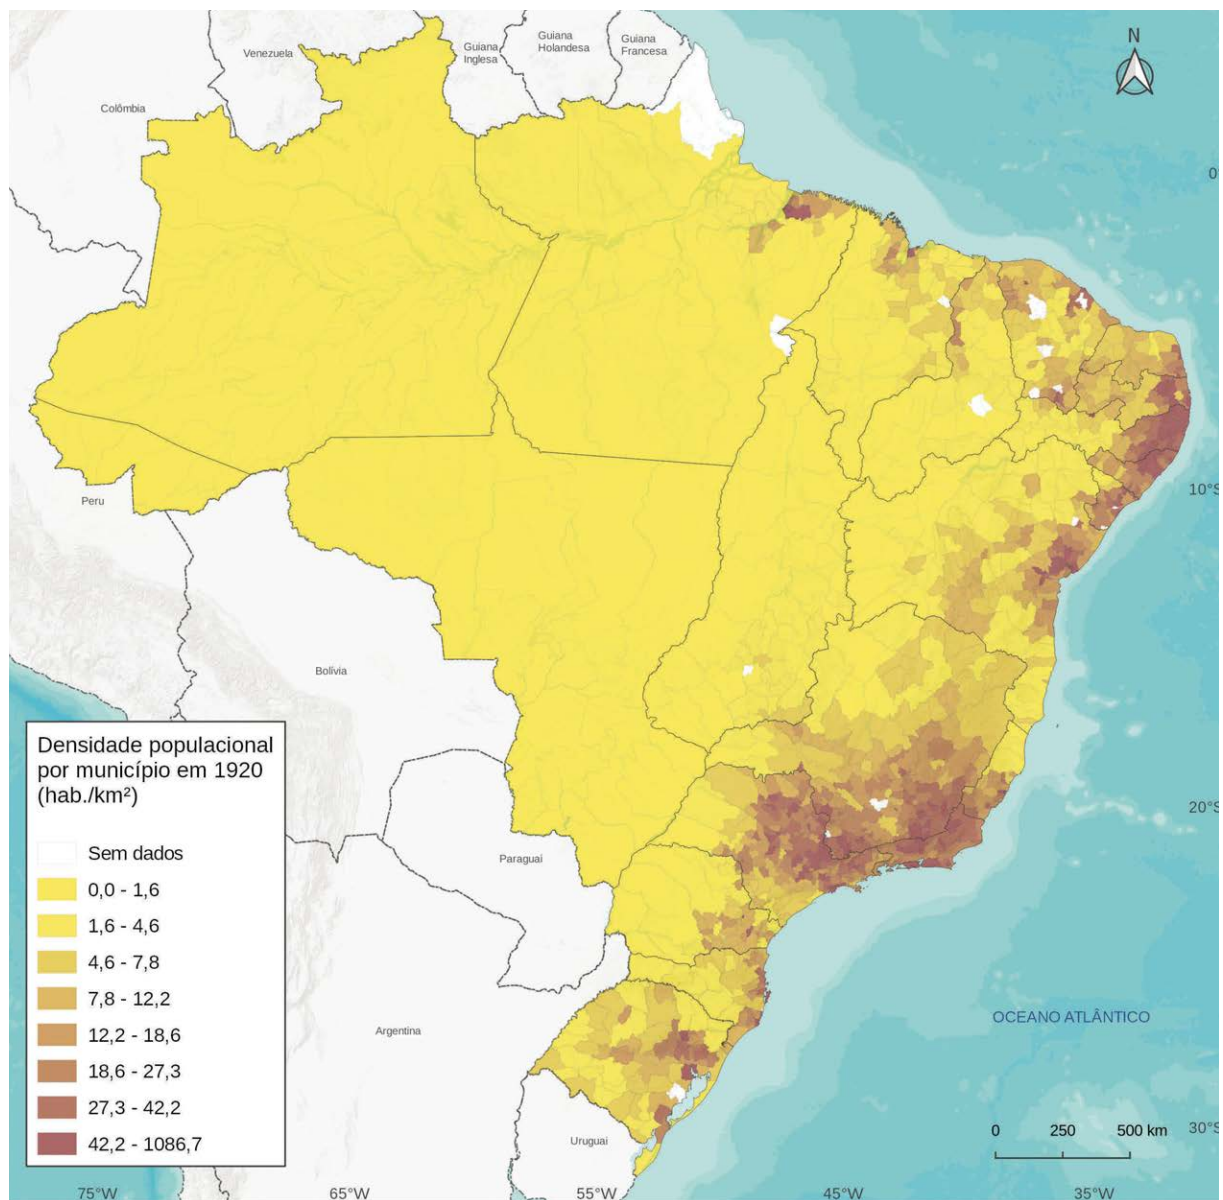 Venezuela
Guiana
Inglesa
Guiana
Holandesa
Guiana
Francesa
N
Colômbia
0°
Peru
10°S
Bolívia
20°S
Paraguai
Argentina
OCEANO ATLÂNTICO
Uruguai
30°S
Densidade populacional
por município em 1920
(hab./km²)
Sem dados
0,0 - 1,6
1,6 - 4,6
4,6 - 7,8
7,8 - 12,2
12,2 - 18,6
18,6 - 27,3
27,3 - 42,2
42,2 - 1086,7
0 250 500 km
75°W 65°W 55°W 45°W 35°W